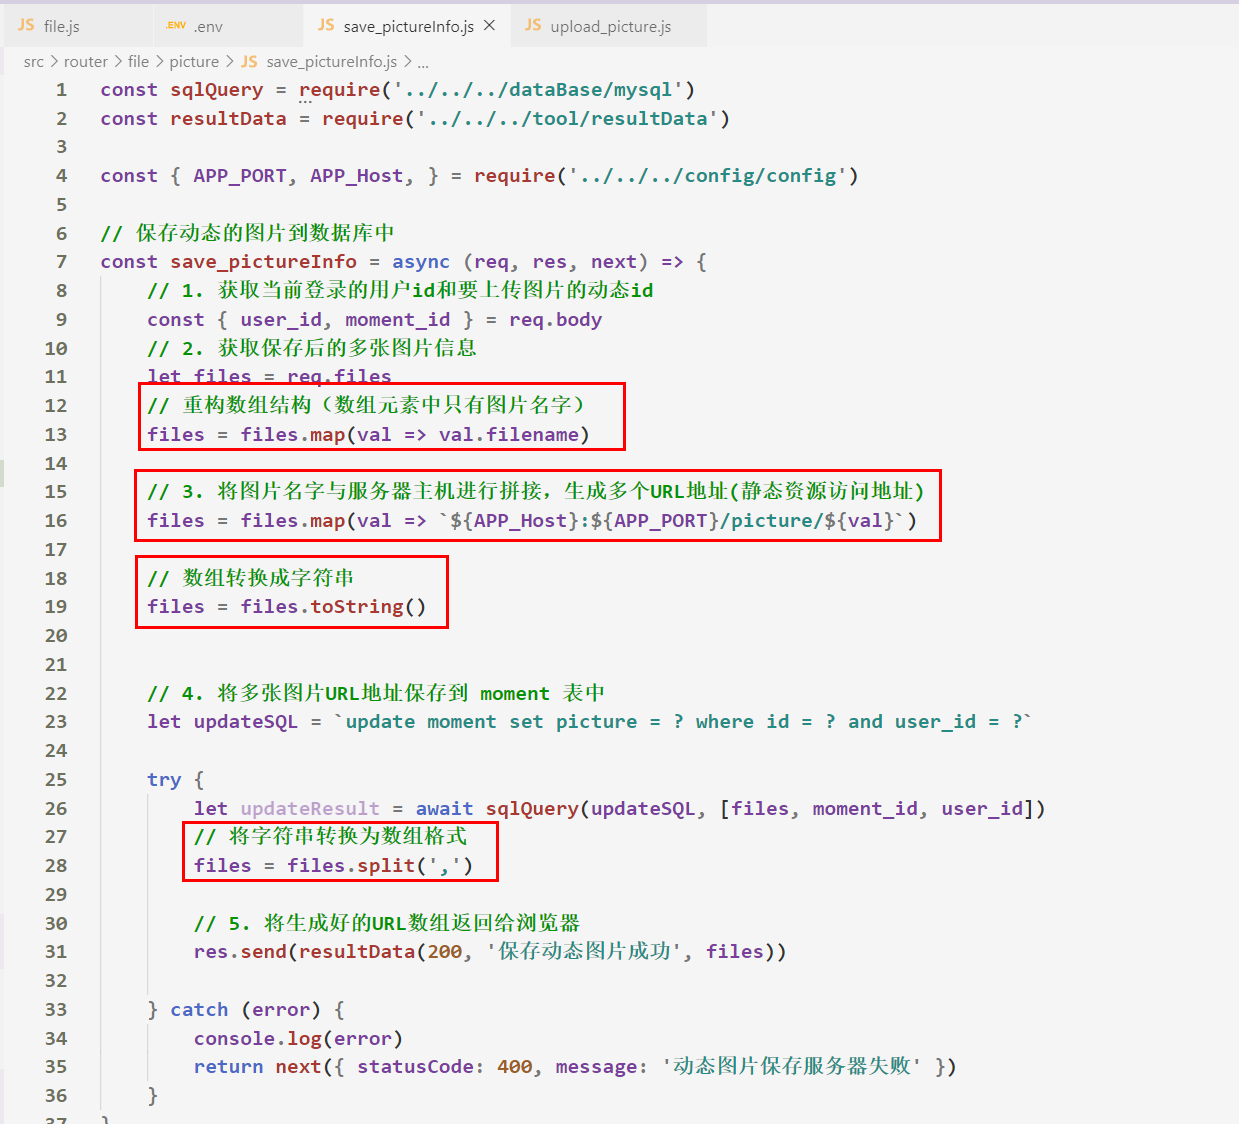 JS file.js .ENV .env JS save_pictureInfo.js × JS upload_picture.js
src > router > file > picture > JS save_pictureInfo.js > ...
1 const sqlQuery = require('../../../dataBase/mysql')
2 const resultData = require('../../../tool/resultData')
3
4 const { APP_PORT, APP_Host, } = require('../../../config/config')
5
6 // 保存动态的图片到数据库中
7 const save_pictureInfo = async (req, res, next) => {
8 // 1. 获取当前登录的用户id和要上传图片的动态id
9 const { user_id, moment_id } = req.body
10 // 2. 获取保存后的多张图片信息
11 let files = req.files
12 // 重构数组结构（数组元素中只有图片名字）
13 files = files.map(val => val.filename)
14
15 // 3. 将图片名字与服务器主机进行拼接，生成多个URL地址(静态资源访问地址)
16 files = files.map(val => `${APP_Host}:${APP_PORT}/picture/${val}`)
17
18 // 数组转换成字符串
19 files = files.toString()
20
21
22 // 4. 将多张图片URL地址保存到 moment 表中
23 let updateSQL = `update moment set picture = ? where id = ? and user_id = ?`
24
25 try {
26 let updateResult = await sqlQuery(updateSQL, [files, moment_id, user_id])
27 // 将字符串转换为数组格式
28 files = files.split(',')
29
30 // 5. 将生成好的URL数组返回给浏览器
31 res.send(resultData(200, '保存动态图片成功', files))
32
33 } catch (error) {
34 console.log(error)
35 return next({ statusCode: 400, message: '动态图片保存服务器失败' })
36 }
37 }